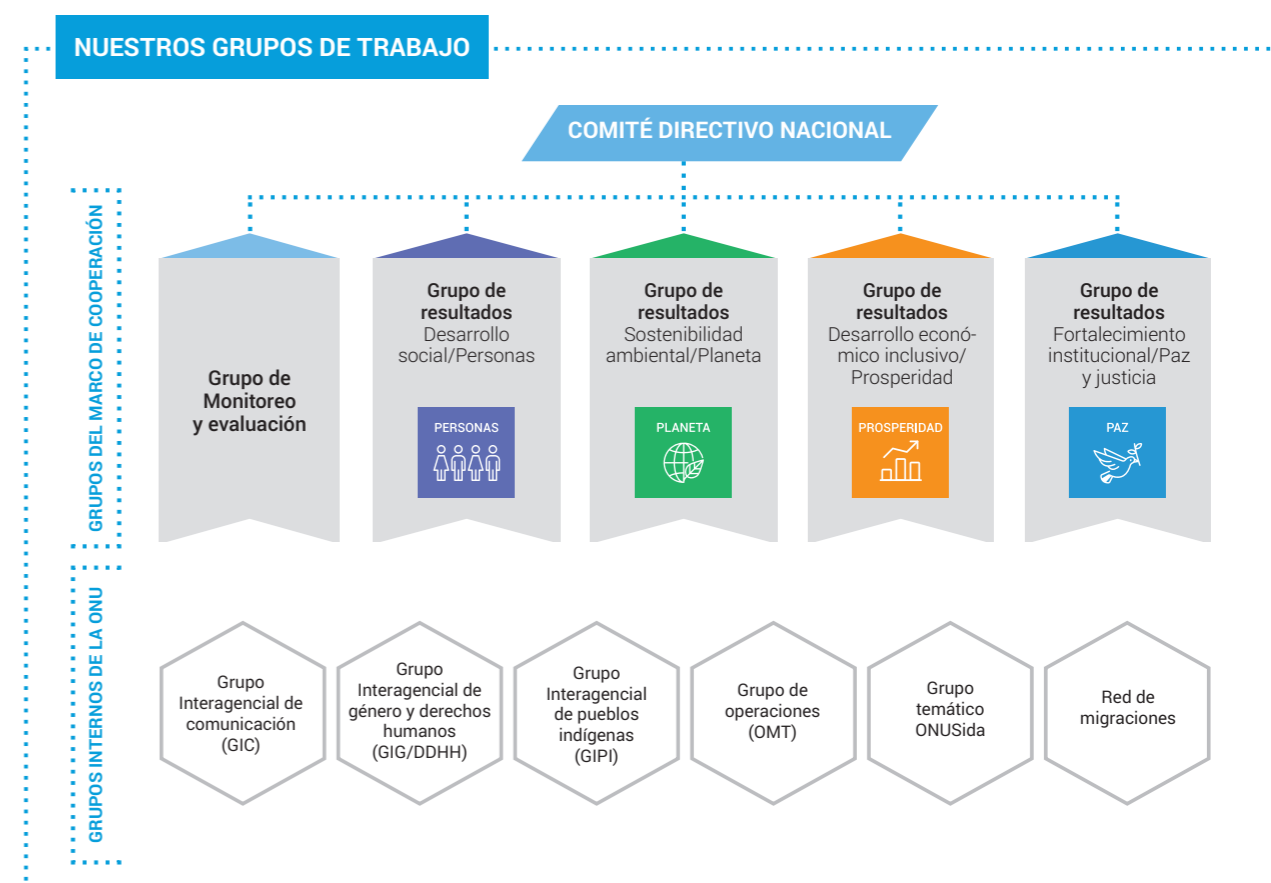 NUESTROS GRUPOS DE TRABAJO
COMITÉ DIRECTIVO NACIONAL
GRUPOS DEL MARCO DE COOPERACIÓN
Grupo de
Monitoreo
y evaluación
Grupo de
resultados
Desarrollo
social/Personas
PERSONAS
Grupo de
resultados
Sostenibilidad
ambiental/Planeta
PLANETA
Grupo de
resultados
Desarrollo econó-
mico inclusivo/
Prosperidad
PROSPERIDAD
Grupo de
resultados
Fortalecimiento
institucional/Paz
y justicia
PAZ
GRUPOS INTERNOS DE LA ONU
Grupo
Interagencial de
comunicación
(GIC)
Grupo
Interagencial de
género y derechos
humanos
(GIG/DDHH)
Grupo
Interagencial
de pueblos
indígenas
(GIPI)
Grupo de
operaciones
(OMT)
Grupo
temático
ONUSida
Red de
migraciones